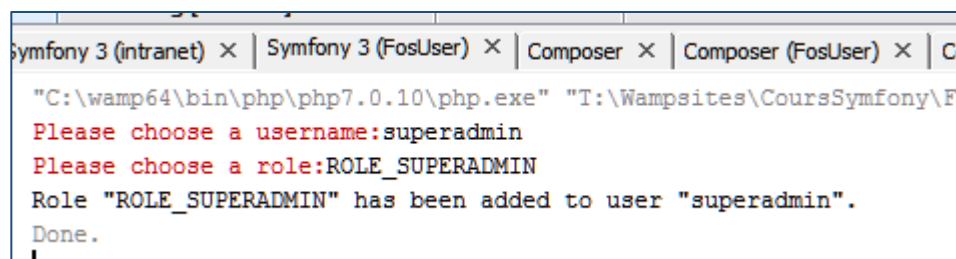 Symfony 3 (intranet) × Symfony 3 (FosUser) × Composer × Composer (FosUser) × C
"C:\wamp64\bin\php\php7.0.10\php.exe" "T:\Wampsites\CoursSymfony\F
Please choose a username:superadmin
Please choose a role:ROLE_SUPERADMIN
Role "ROLE_SUPERADMIN" has been added to user "superadmin".
Done.